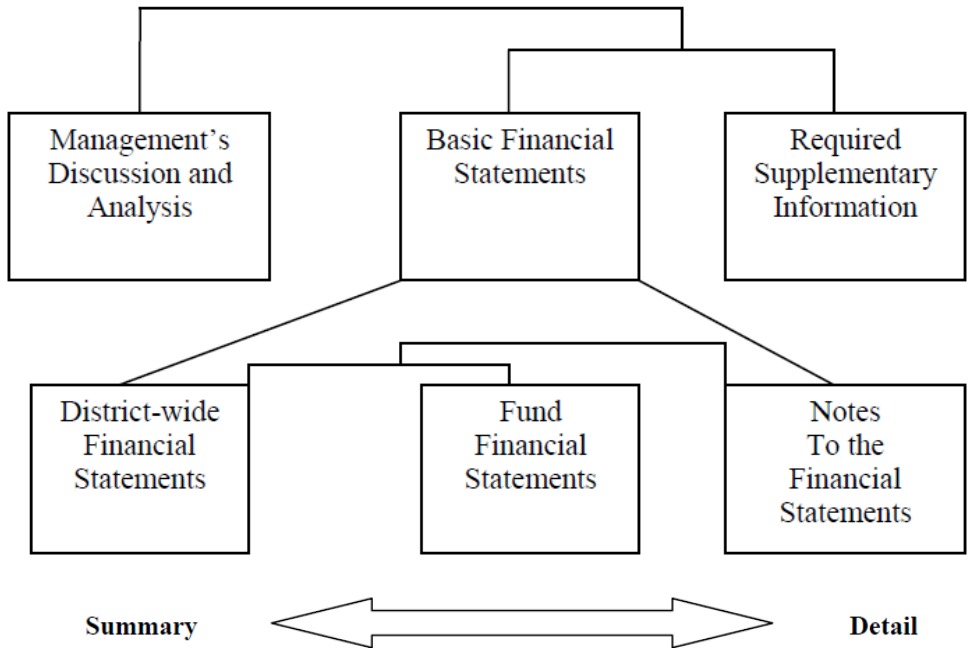 Management’s
Discussion and
Analysis
Basic Financial
Statements
Required
Supplementary
Information
District-wide
Financial
Statements
Fund
Financial
Statements
Notes
To the
Financial
Statements
Summary
Detail